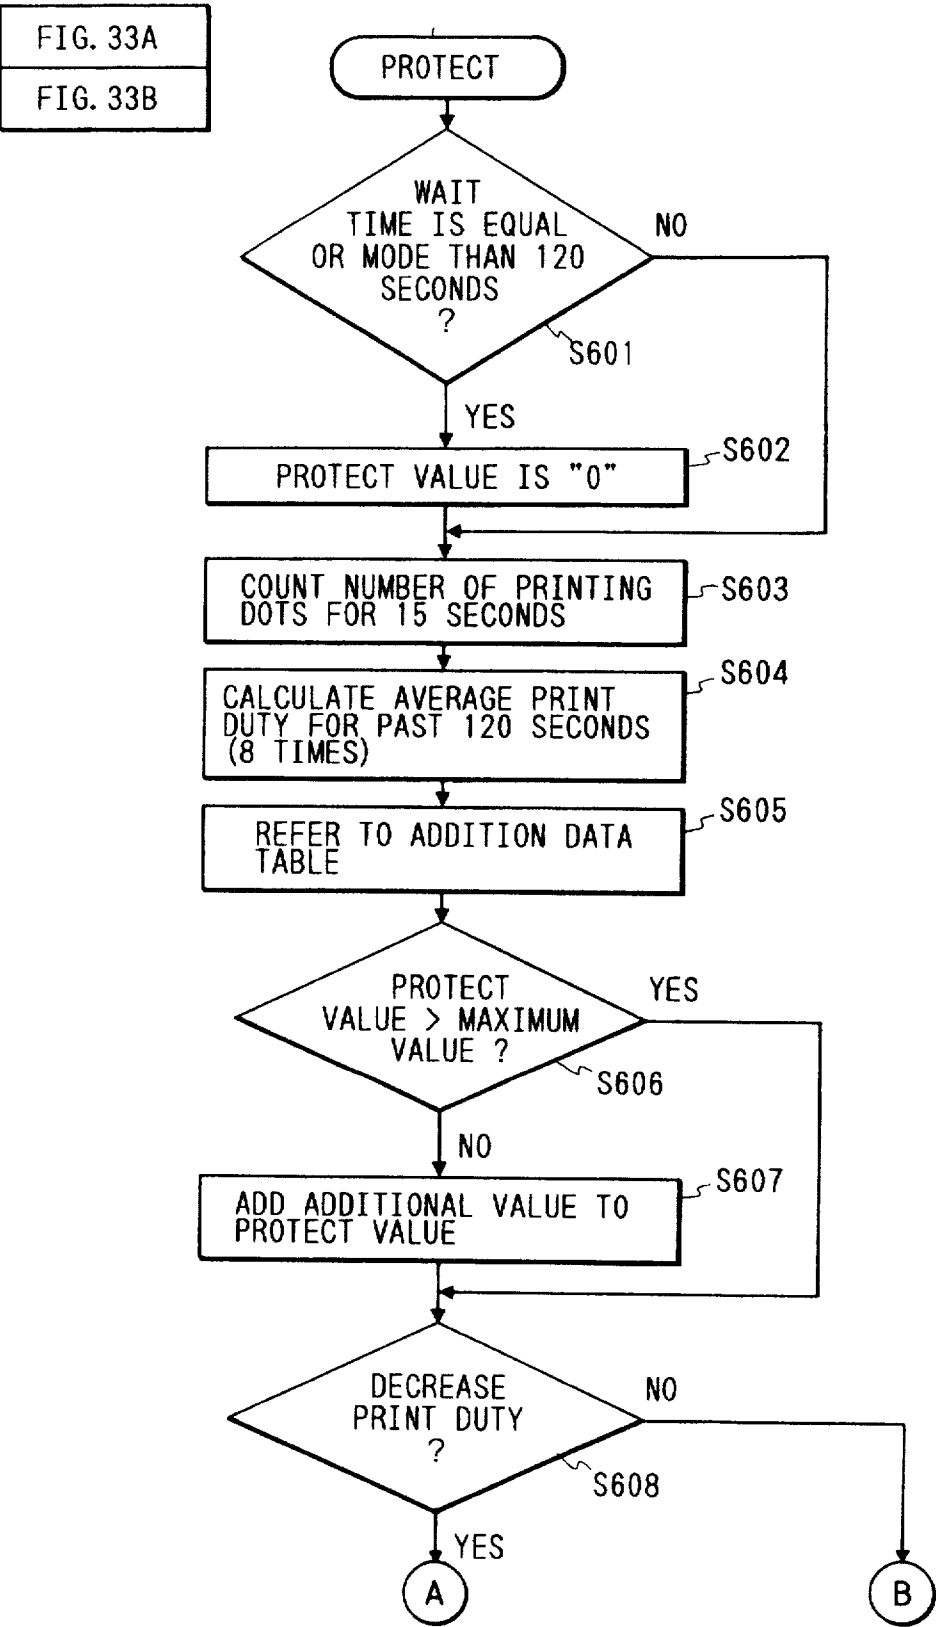 FIG. 33A
FIG. 33B
PROTECT
WAIT
TIME IS EQUAL
OR MODE THAN 120
SECONDS
?
NO
S601
YES
S602
PROTECT VALUE IS "0"
COUNT NUMBER OF PRINTING
DOTS FOR 15 SECONDS
S603
S604
CALCULATE AVERAGE PRINT
DUTY FOR PAST 120 SECONDS
(8 TIMES)
S605
REFER TO ADDITION DATA
TABLE
PROTECT
VALUE > MAXIMUM
VALUE ?
YES
S606
NO
S607
ADD ADDITIONAL VALUE TO
PROTECT VALUE
DECREASE
PRINT DUTY
?
NO
S608
YES
A
B